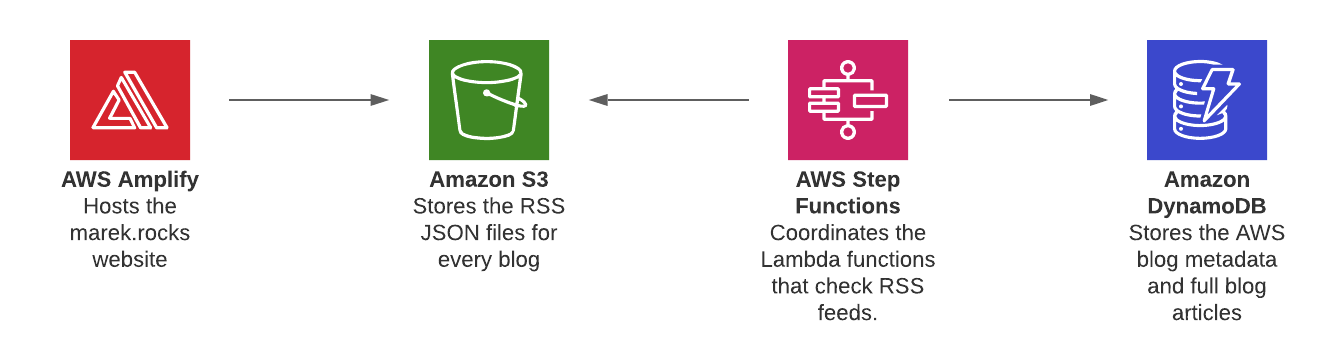 AWS Amplify
Hosts the
marek.rocks
website
Amazon S3
Stores the RSS
JSON files for
every blog
AWS Step
Functions
Coordinates the
Lambda functions
that check RSS
feeds.
Amazon
DynamoDB
Stores the AWS
blog metadata
and full blog
articles